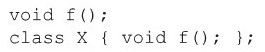 void f();
class X { void f(); };